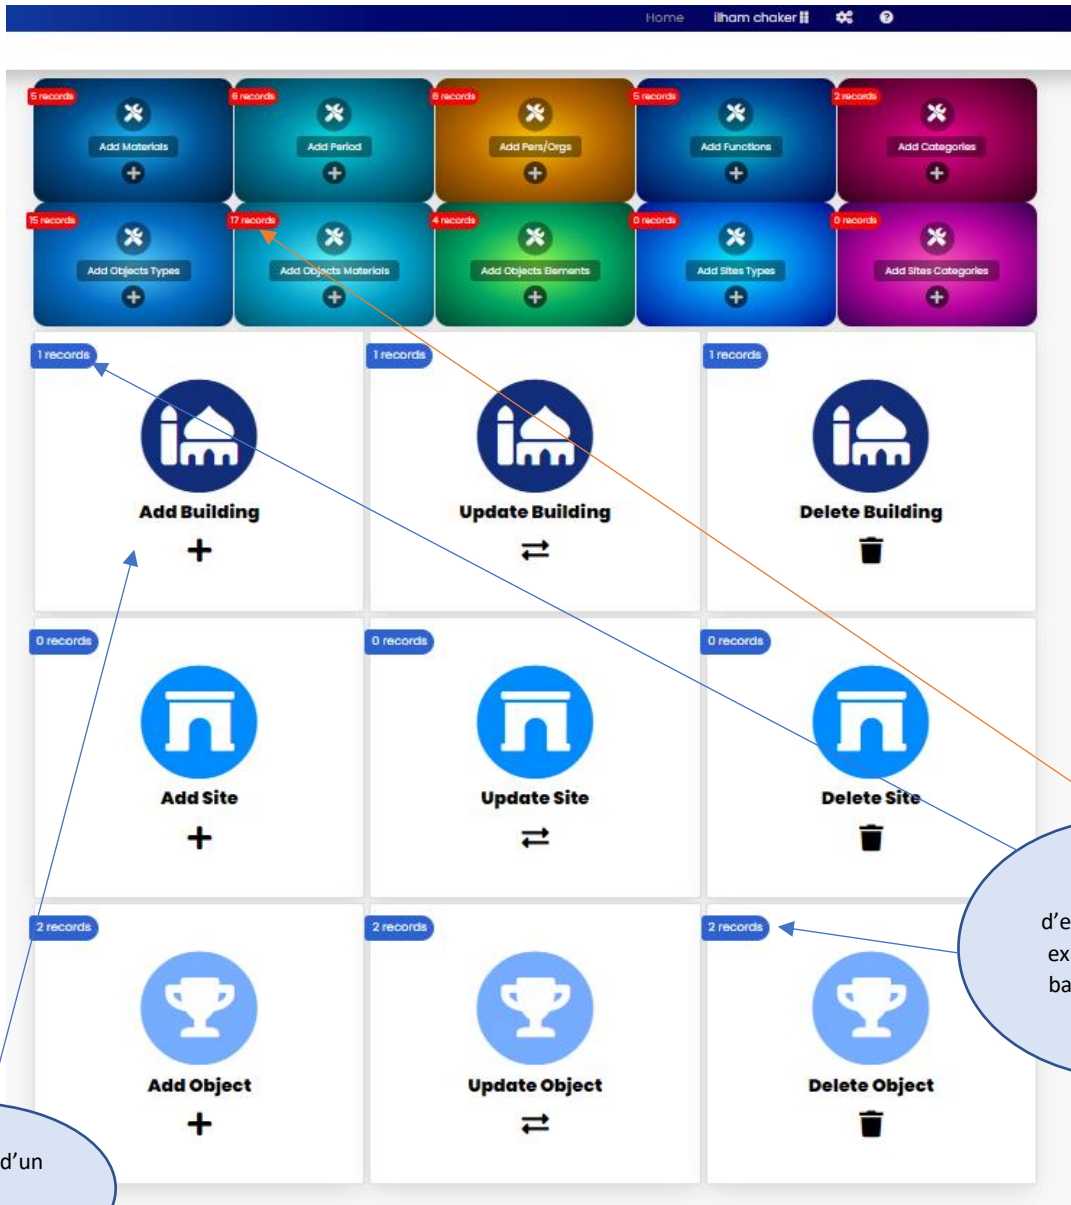 Home ilham chaker
5 records 6 records 6 records 5 records 2 records
Add Materials Add Period Add Pers/Orgs Add Functions Add Categories
15 records 17 records 4 records 0 records 0 records
Add Objects Types Add Objects Materials Add Objects Elements Add Sites Types Add Sites Categories
1 records 1 records 1 records
Add Building Update Building Delete Building
0 records 0 records 0 records
Add Site Update Site Delete Site
2 records 2 records 2 records
d'e
ex
ba
Add Object Update Object Delete Object
d'un